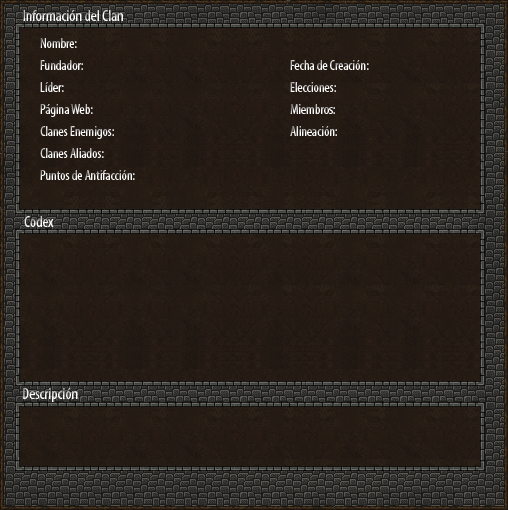 Información del Clan
Nombre:
Fundador:
Fecha de Creación:
Líder:
Elecciones:
Página Web:
Miembros:
Clanes Enemigos:
Alineación:
Clanes Aliados:
Puntos de Antifacción:
Codex
Descripción